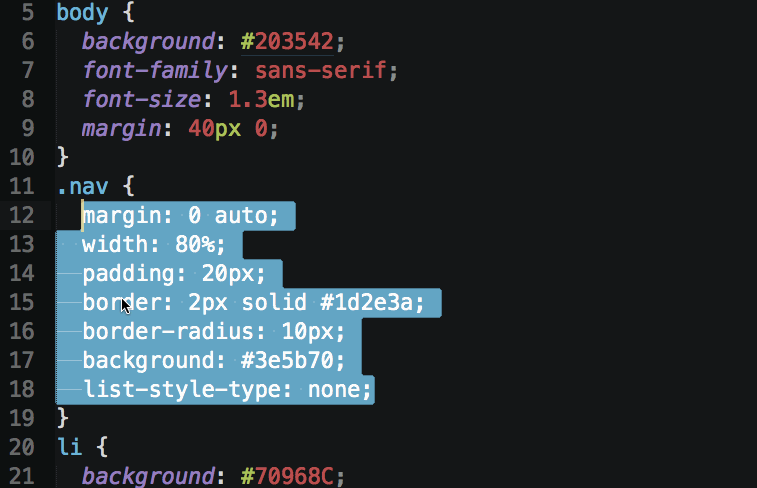 5 body {
6 background: #203542;
7 font-family: sans-serif;
8 font-size: 1.3em;
9 margin: 40px 0;
10 }
11 .nav {
12 margin: 0 auto;
13 width: 80%;
14 padding: 20px;
15 border: 2px solid #1d2e3a;
16 border-radius: 10px;
17 background: #3e5b70;
18 list-style-type: none;
19 }
20 li {
21 background: #70968C;